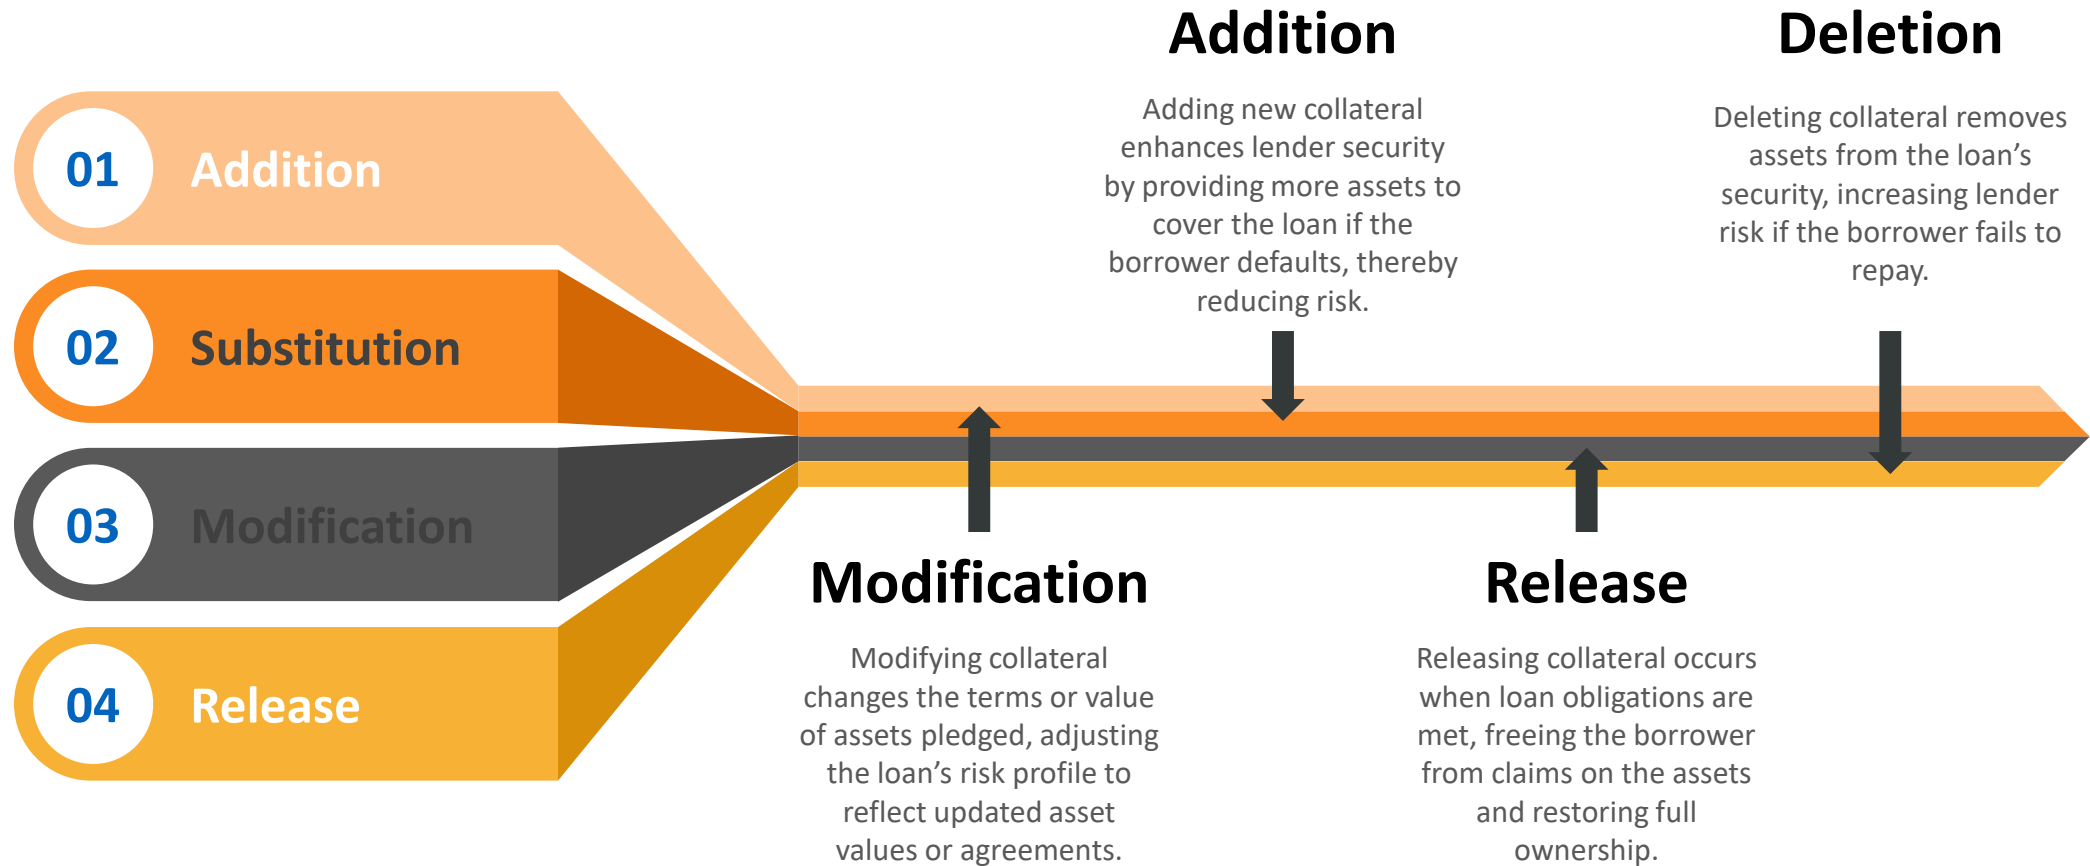 01
Addition
02
Substitution
03
Modification
04
Release
Addition
Adding new collateral
enhances lender security
by providing more assets to
cover the loan if the
borrower defaults, thereby
reducing risk.
Deletion
Deleting collateral removes
assets from the loan’s
security, increasing lender
risk if the borrower fails to
repay.
Modification
Modifying collateral
changes the terms or value
of assets pledged, adjusting
the loan’s risk profile to
reflect updated asset
values or agreements.
Release
Releasing collateral occurs
when loan obligations are
met, freeing the borrower
from claims on the assets
and restoring full
ownership.